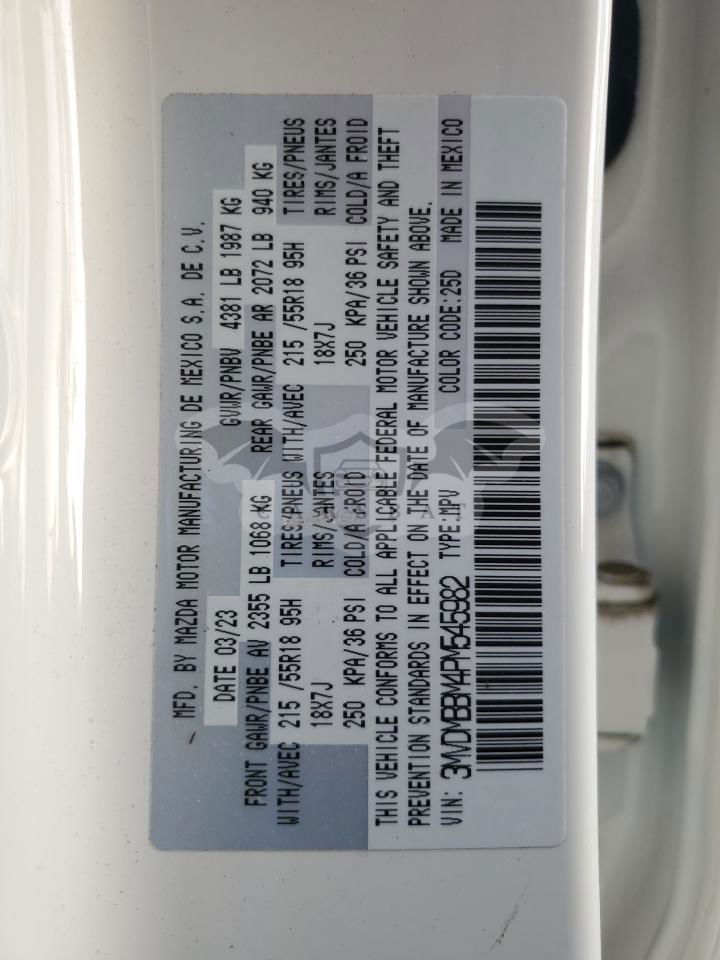 MFD. BY MAZDA MOTOR MANUFACTURING DE MEXICO S.A. DE C.V.
DATE 03/23 GVWR/PNBV 4381 LB 1987 KG
FRONT GAWR/PNBE AV 2355 LB 1068 KG REAR GAWR/PNBE AR 2072 LB 940 KG
WITH/AVEC 215 /55R18 95H TIRES/PNEUS WITH/AVEC 215 /55R18 95H TIRES/PNEUS
18X7J RIMS/JANTES 18X7J RIMS/JANTES
250 KPA/36 PSI COLD/A FROID 250 KPA/36 PSI COLD/A FROID
THIS VEHICLE CONFORMS TO ALL APPLICABLE FEDERAL MOTOR VEHICLE SAFETY AND THEFT
PREVENTION STANDARDS IN EFFECT ON THE DATE OF MANUFACTURE SHOWN ABOVE.
VIN: 3MVDMBBM4PM545982 TYPE:MPV COLOR CODE:25D MADE IN MEXICO